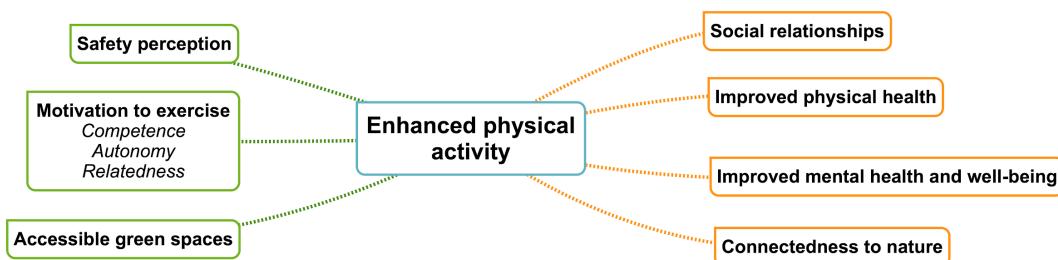 Safety perception
Motivation to exercise
Competence
Autonomy
Relatedness
Accessible green spaces
Enhanced physical
activity
Social relationships
Improved physical health
Improved mental health and well-being
Connectedness to nature